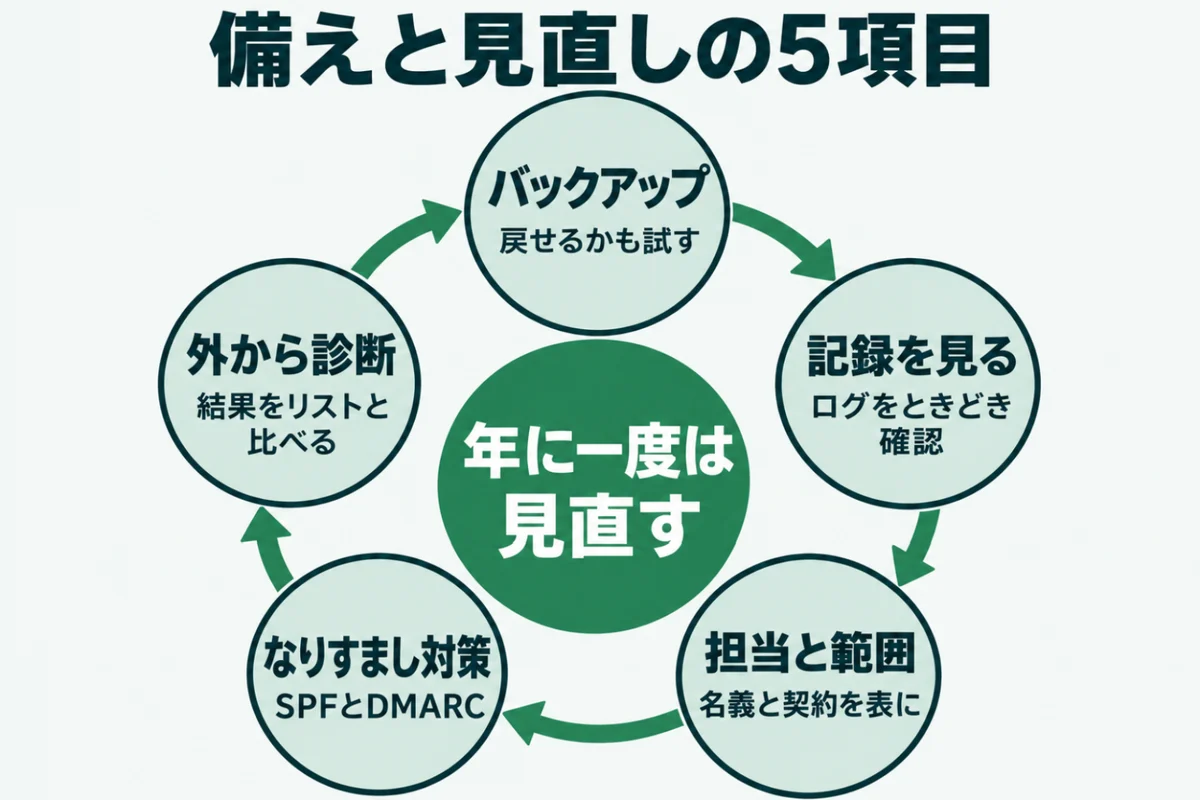 備えと見直しの5項目
バックアップ
戻せるかも試す
記録を見る
ログをときどき
確認
担当と範囲
名義と契約を表に
なりすまし対策
SPFとDMARC
外から診断
結果をリストと
比べる
年に一度は
見直す